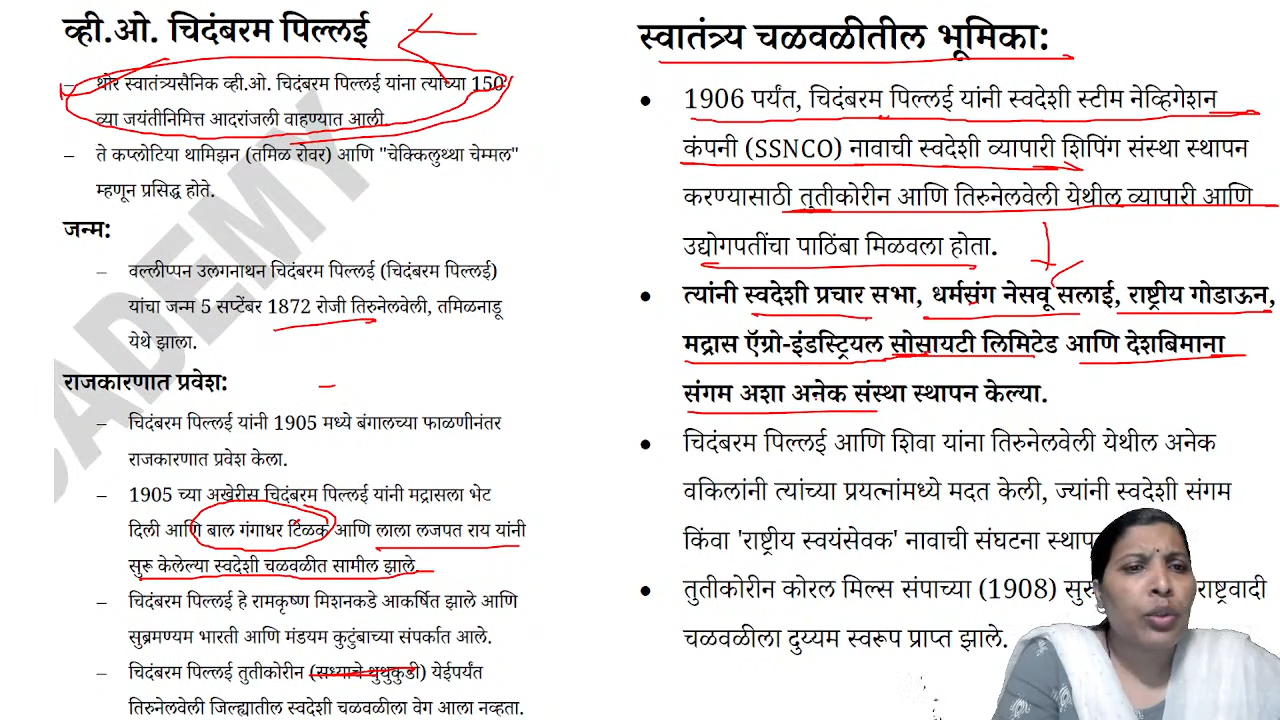 व्ही.ओ. चिदंबरम पिल्लई
– थोर स्वातंत्र्यसैनिक व्ही.ओ. चिदंबरम पिल्लई यांना त्यांच्या 150
व्या जयंतीनिमित्त आदरांजली वाहण्यात आली.
– ते कप्लोटिया थामिझन (तमिळ रोवर) आणि "चेक्किलुथ्था चेम्मल"
म्हणून प्रसिद्ध होते.
जन्म:
– वल्लीप्पन उलगनाथन चिदंबरम पिल्लई (चिदंबरम पिल्लई)
यांचा जन्म 5 सप्टेंबर 1872 रोजी तिरुनेलवेली, तमिळनाडू
येथे झाला.
राजकारणात प्रवेश:
– चिदंबरम पिल्लई यांनी 1905 मध्ये बंगालच्या फाळणीनंतर
राजकारणात प्रवेश केला.
– 1905 च्या अखेरीस चिदंबरम पिल्लई यांनी मद्रासला भेट
दिली आणि बाल गंगाधर टिळक आणि लाला लजपत राय यांनी
सुरू केलेल्या स्वदेशी चळवळीत सामील झाले.
– चिदंबरम पिल्लई हे रामकृष्ण मिशनकडे आकर्षित झाले आणि
सुब्रमण्यम भारती आणि मंडयम कुटुंबाच्या संपर्कात आले.
– चिदंबरम पिल्लई तुतीकोरीन (सध्याचे थुथुकुडी) येईपर्यंत
तिरुनेलवेली जिल्ह्यातील स्वदेशी चळवळीला वेग आला नव्हता.
स्वातंत्र्य चळवळीतील भूमिका:
• 1906 पर्यंत, चिदंबरम पिल्लई यांनी स्वदेशी स्टीम नेव्हिगेशन
कंपनी (SSNCO) नावाची स्वदेशी व्यापारी शिपिंग संस्था स्थापन
करण्यासाठी तुतीकोरीन आणि तिरुनेलवेली येथील व्यापारी आणि
उद्योगपतींचा पाठिंबा मिळवला होता.
• त्यांनी स्वदेशी प्रचार सभा, धर्मसंग नेसवू सलाई, राष्ट्रीय गोडाऊन,
मद्रास ऍग्रो-इंडस्ट्रियल सोसायटी लिमिटेड आणि देशबिमाना
संगम अशा अनेक संस्था स्थापन केल्या.
• चिदंबरम पिल्लई आणि शिवा यांना तिरुनेलवेली येथील अनेक
वकिलांनी त्यांच्या प्रयत्नांमध्ये मदत केली, ज्यांनी स्वदेशी संगम
किंवा 'राष्ट्रीय स्वयंसेवक' नावाची संघटना
• तुतीकोरीन कोरल मिल्स संपाच्या (1908) राष्ट्रवादी
चळवळीला दुय्यम स्वरूप प्राप्त झाले.
ADEMY